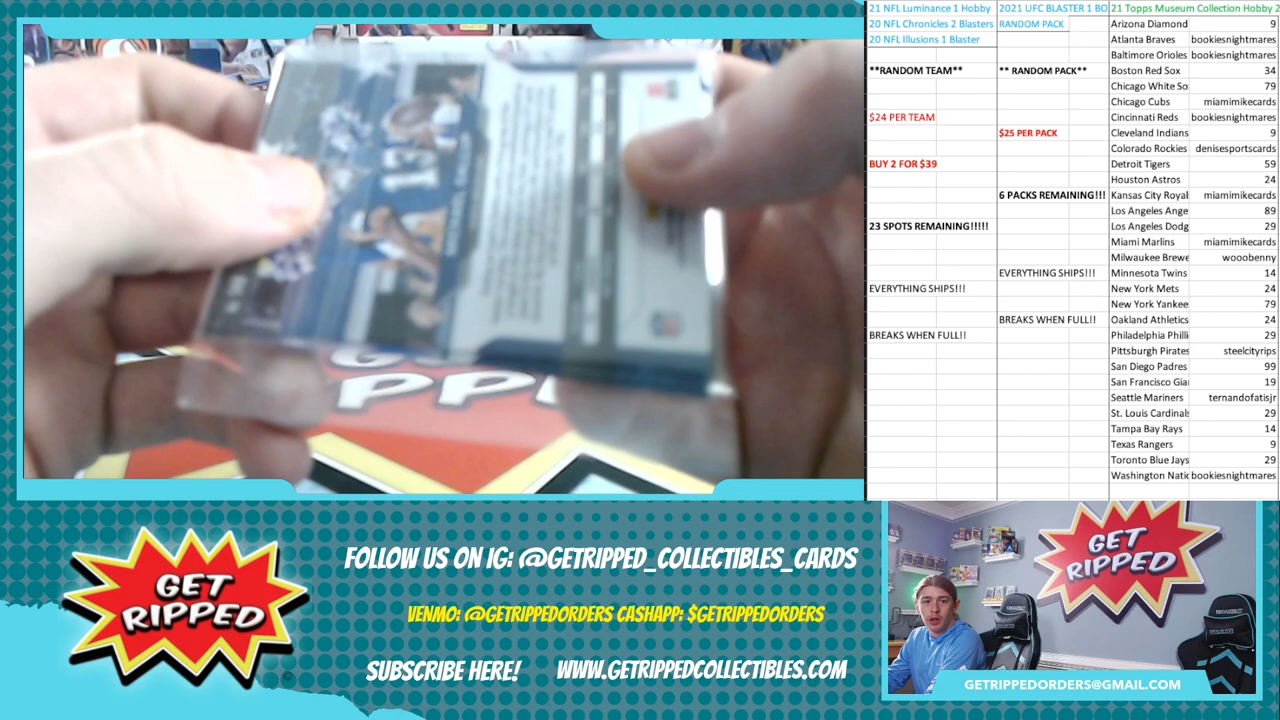 21 NFL Luminance 1 Hobby
20 NFL Chronicles 2 Blasters
20 NFL Illusions 1 Blaster
**RANDOM TEAM**
$24 PER TEAM
BUY 2 FOR $39
23 SPOTS REMAINING!!!!!
EVERYTHING SHIPS!!!
BREAKS WHEN FULL!!
2021 UFC BLASTER 1 BO
RANDOM PACK
** RANDOM PACK**
$25 PER PACK
6 PACKS REMAINING!!!
EVERYTHING SHIPS!!!
BREAKS WHEN FULL!!
21 Topps Museum Collection Hobby 2
Arizona Diamond 9
Atlanta Braves bookiesnightmares
Baltimore Orioles bookiesnightmares
Boston Red Sox 34
Chicago White So 79
Chicago Cubs miamimikecards
Cincinnati Reds bookiesnightmares
Cleveland Indians 9
Colorado Rockies denisesportscards
Detroit Tigers 59
Houston Astros 24
Kansas City Royal miamimikecards
Los Angeles Ange 89
Los Angeles Dodg 29
Miami Marlins miamimikecards
Milwaukee Brewe wooobenny
Minnesota Twins 14
New York Mets 24
New York Yankee 79
Oakland Athletics 24
Philadelphia Philli 29
Pittsburgh Pirates steelcityrips
San Diego Padres 99
San Francisco Gia 19
Seattle Mariners ternandofatisjr
St. Louis Cardinals 29
Tampa Bay Rays 14
Texas Rangers 9
Toronto Blue Jays 29
Washington Natic bookiesnightmares
GET
RIPPED
FOLLOW US ON IG: @GETRIPPED_COLLECTIBLES_CARDS
VENMO: @GETRIPPEDORDERS CASHAPP: $GETRIPPEDORDERS
SUBSCRIBE HERE! WWW.GETRIPPEDCOLLECTIBLES.COM
GET
RIPPED
GETRIPPEDORDERS@GMAIL.COM